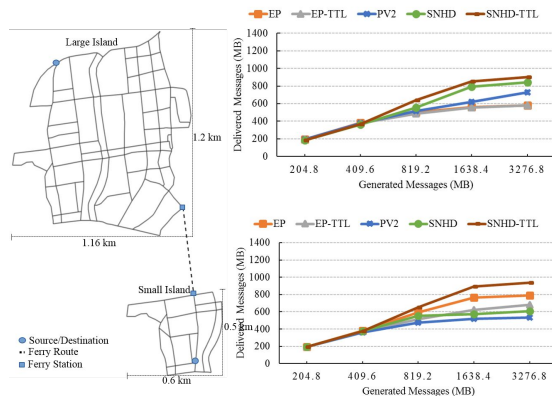 Large Island
1.2 km
1.16 km
Small Island
0.5 km
0.6 km
Source/Destination
Ferry Route
Ferry Station
EP EP-TTL PV2 SNHD SNHD-TTL
Delivered Messages (MB)
1400
1200
1000
800
600
400
200
0
204.8 409.6 819.2 1638.4 3276.8
Generated Messages (MB)
EP EP-TTL PV2 SNHD SNHD-TTL
Delivered Messages (MB)
1400
1200
1000
800
600
400
200
0
204.8 409.6 819.2 1638.4 3276.8
Generated Messages (MB)